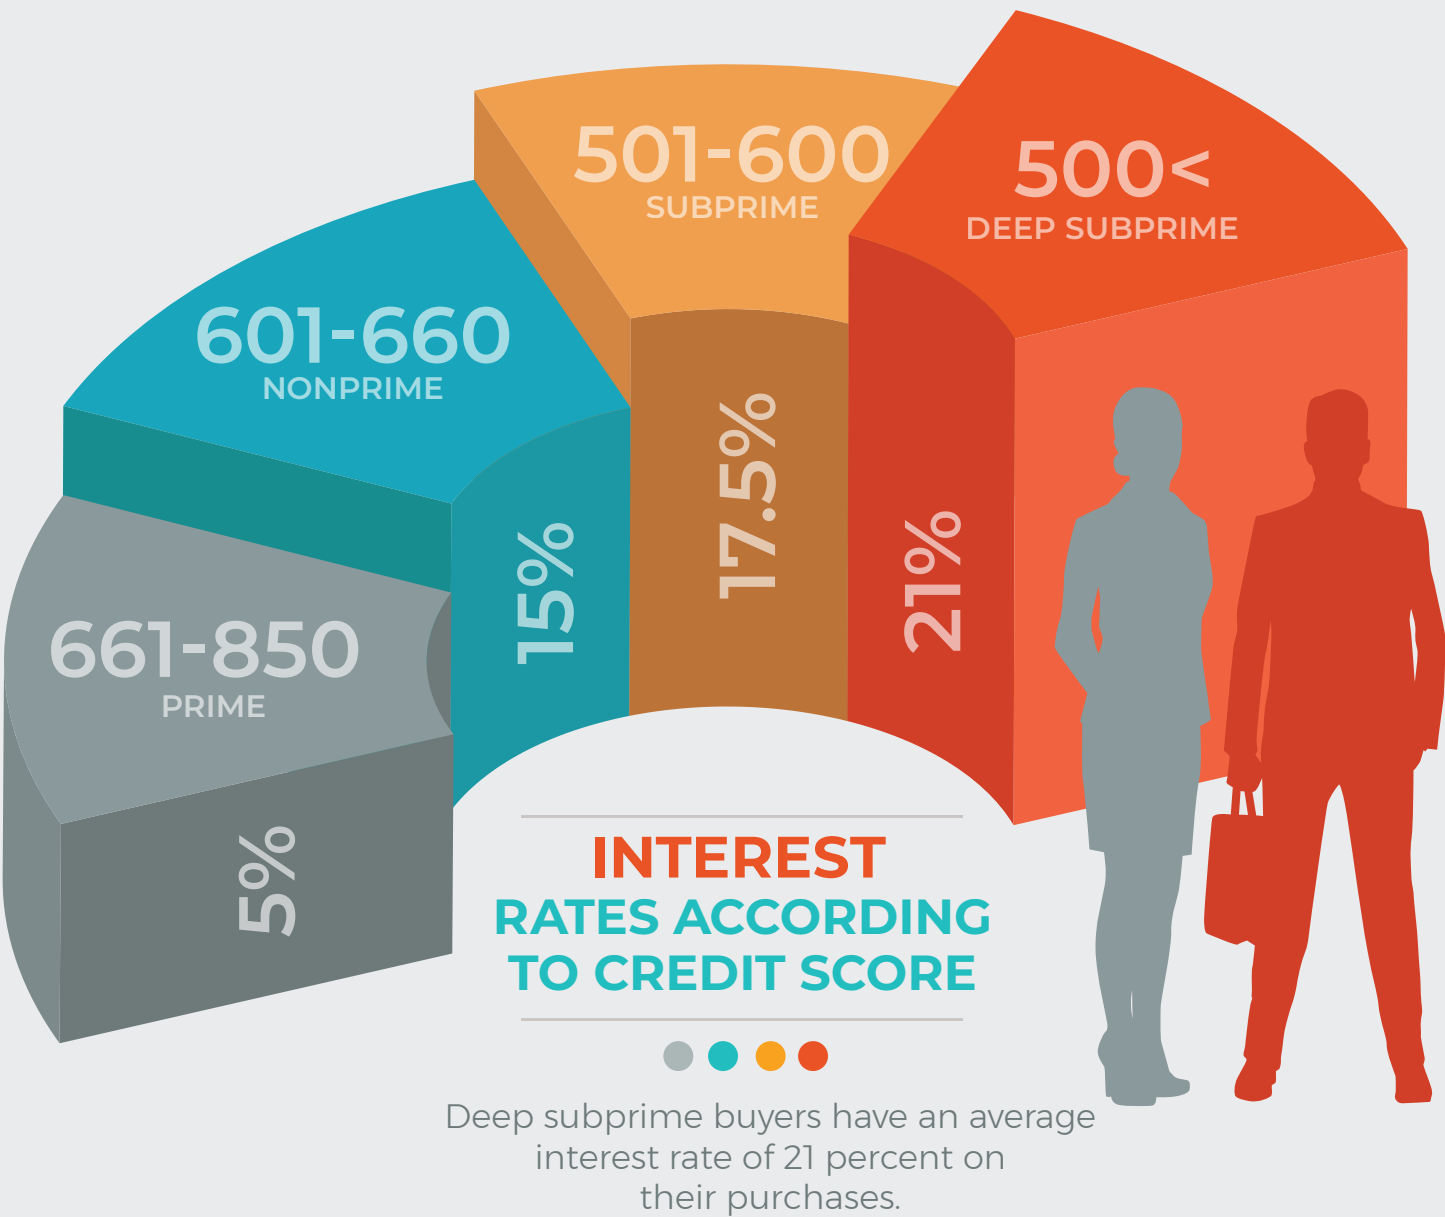 501-600
SUBPRIME
500<
DEEP SUBPRIME
601-660
NONPRIME
661-850
PRIME
5%
15%
17.5%
21%
INTEREST
RATES ACCORDING
TO CREDIT SCORE
Deep subprime buyers have an average
interest rate of 21 percent on
their purchases.